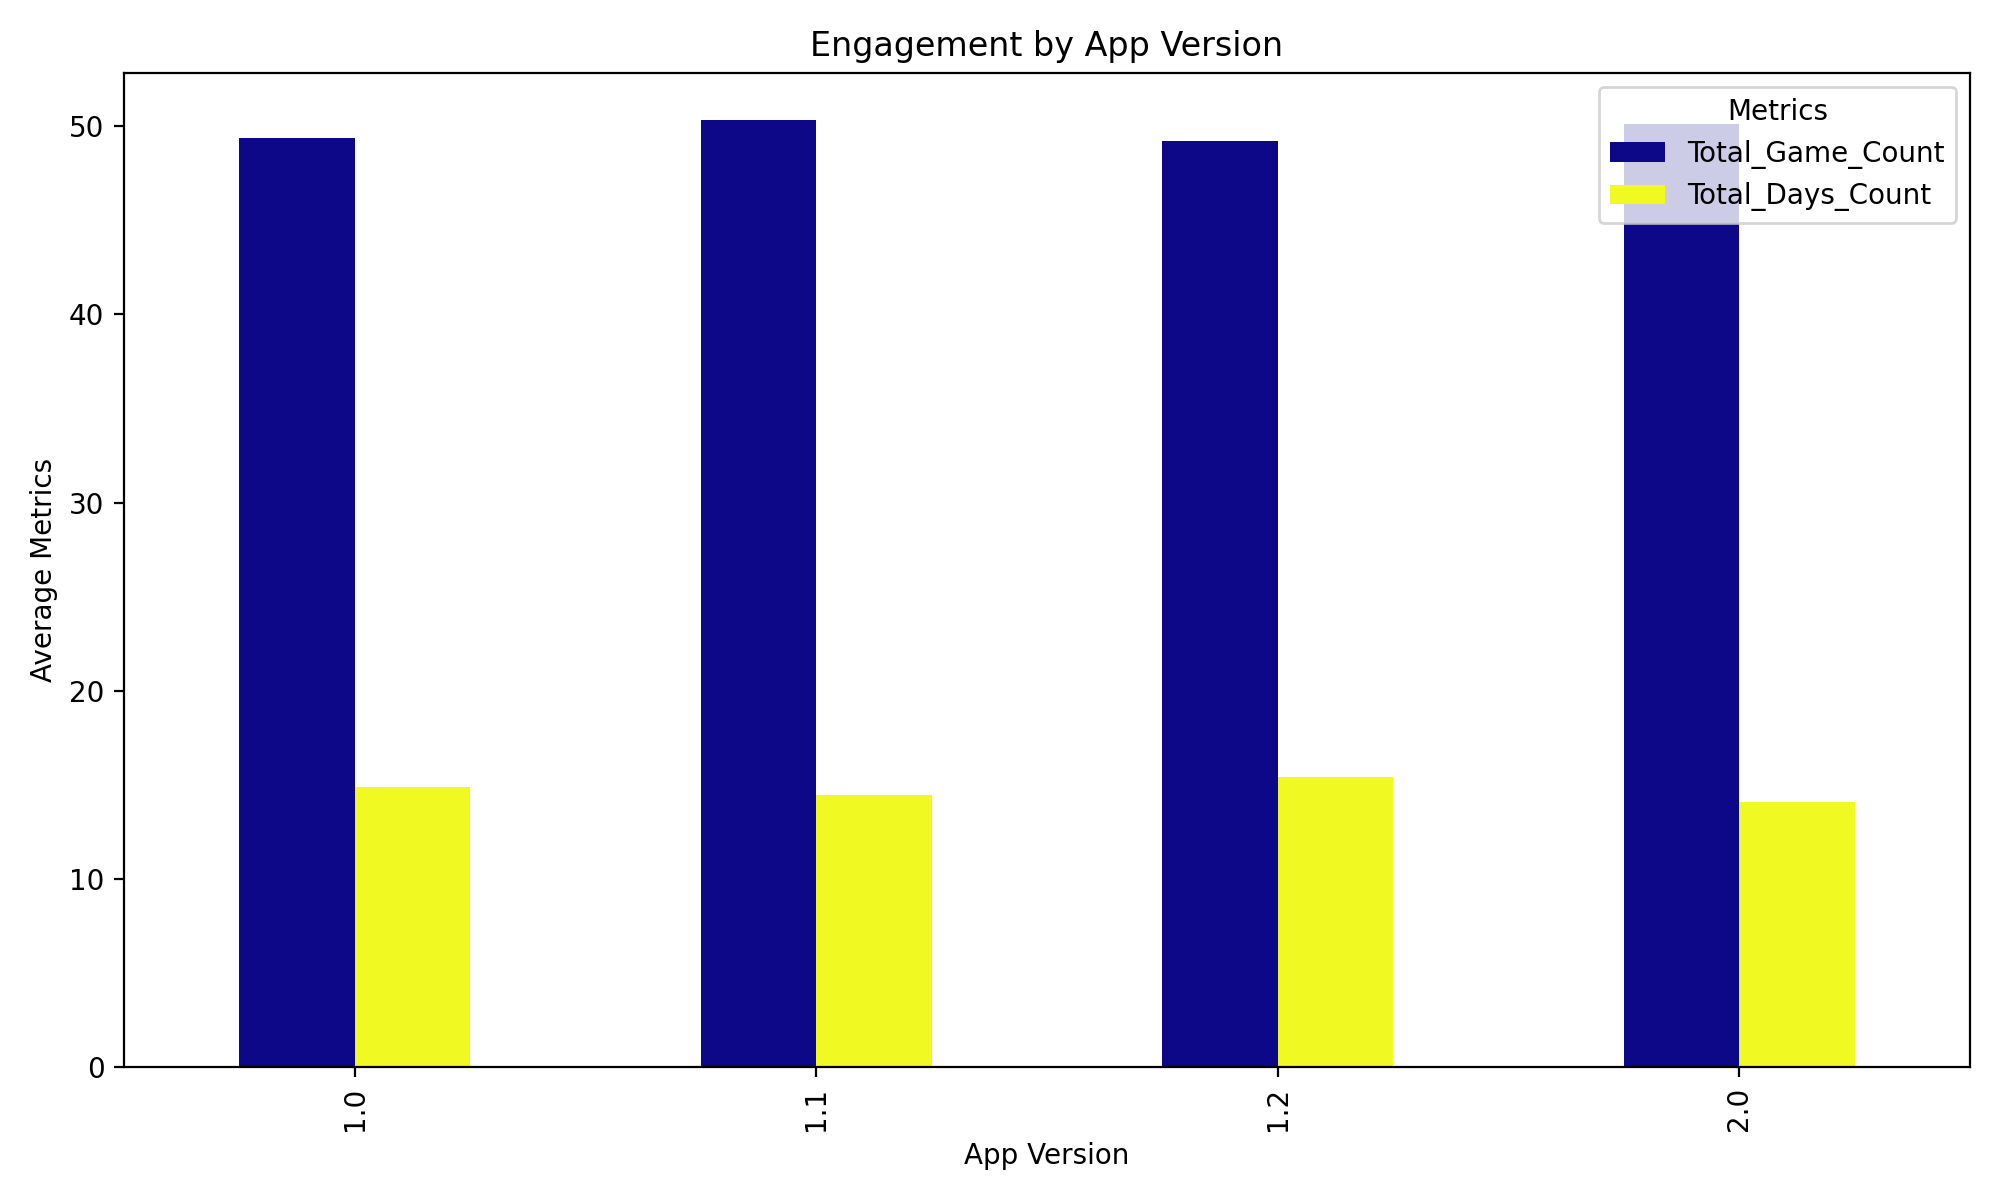 Engagement by App Version
Metrics
Total_Game_Count
Total_Days_Count
Average Metrics
50
40
30
20
10
0
1.0
1.1
1.2
2.0
App Version